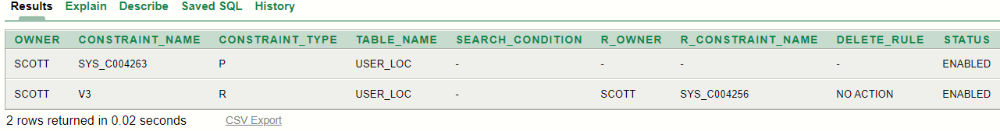 Results Explain Describe Saved SQL History
OWNER CONSTRAINT_NAME CONSTRAINT_TYPE TABLE_NAME SEARCH_CONDITION R_OWNER R_CONSTRAINT_NAME DELETE_RULE STATUS
SCOTT SYS_C004263 P USER_LOC - - - - ENABLED
SCOTT V3 R USER_LOC - SCOTT SYS_C004256 NO ACTION ENABLED
2 rows returned in 0.02 seconds CSV Export